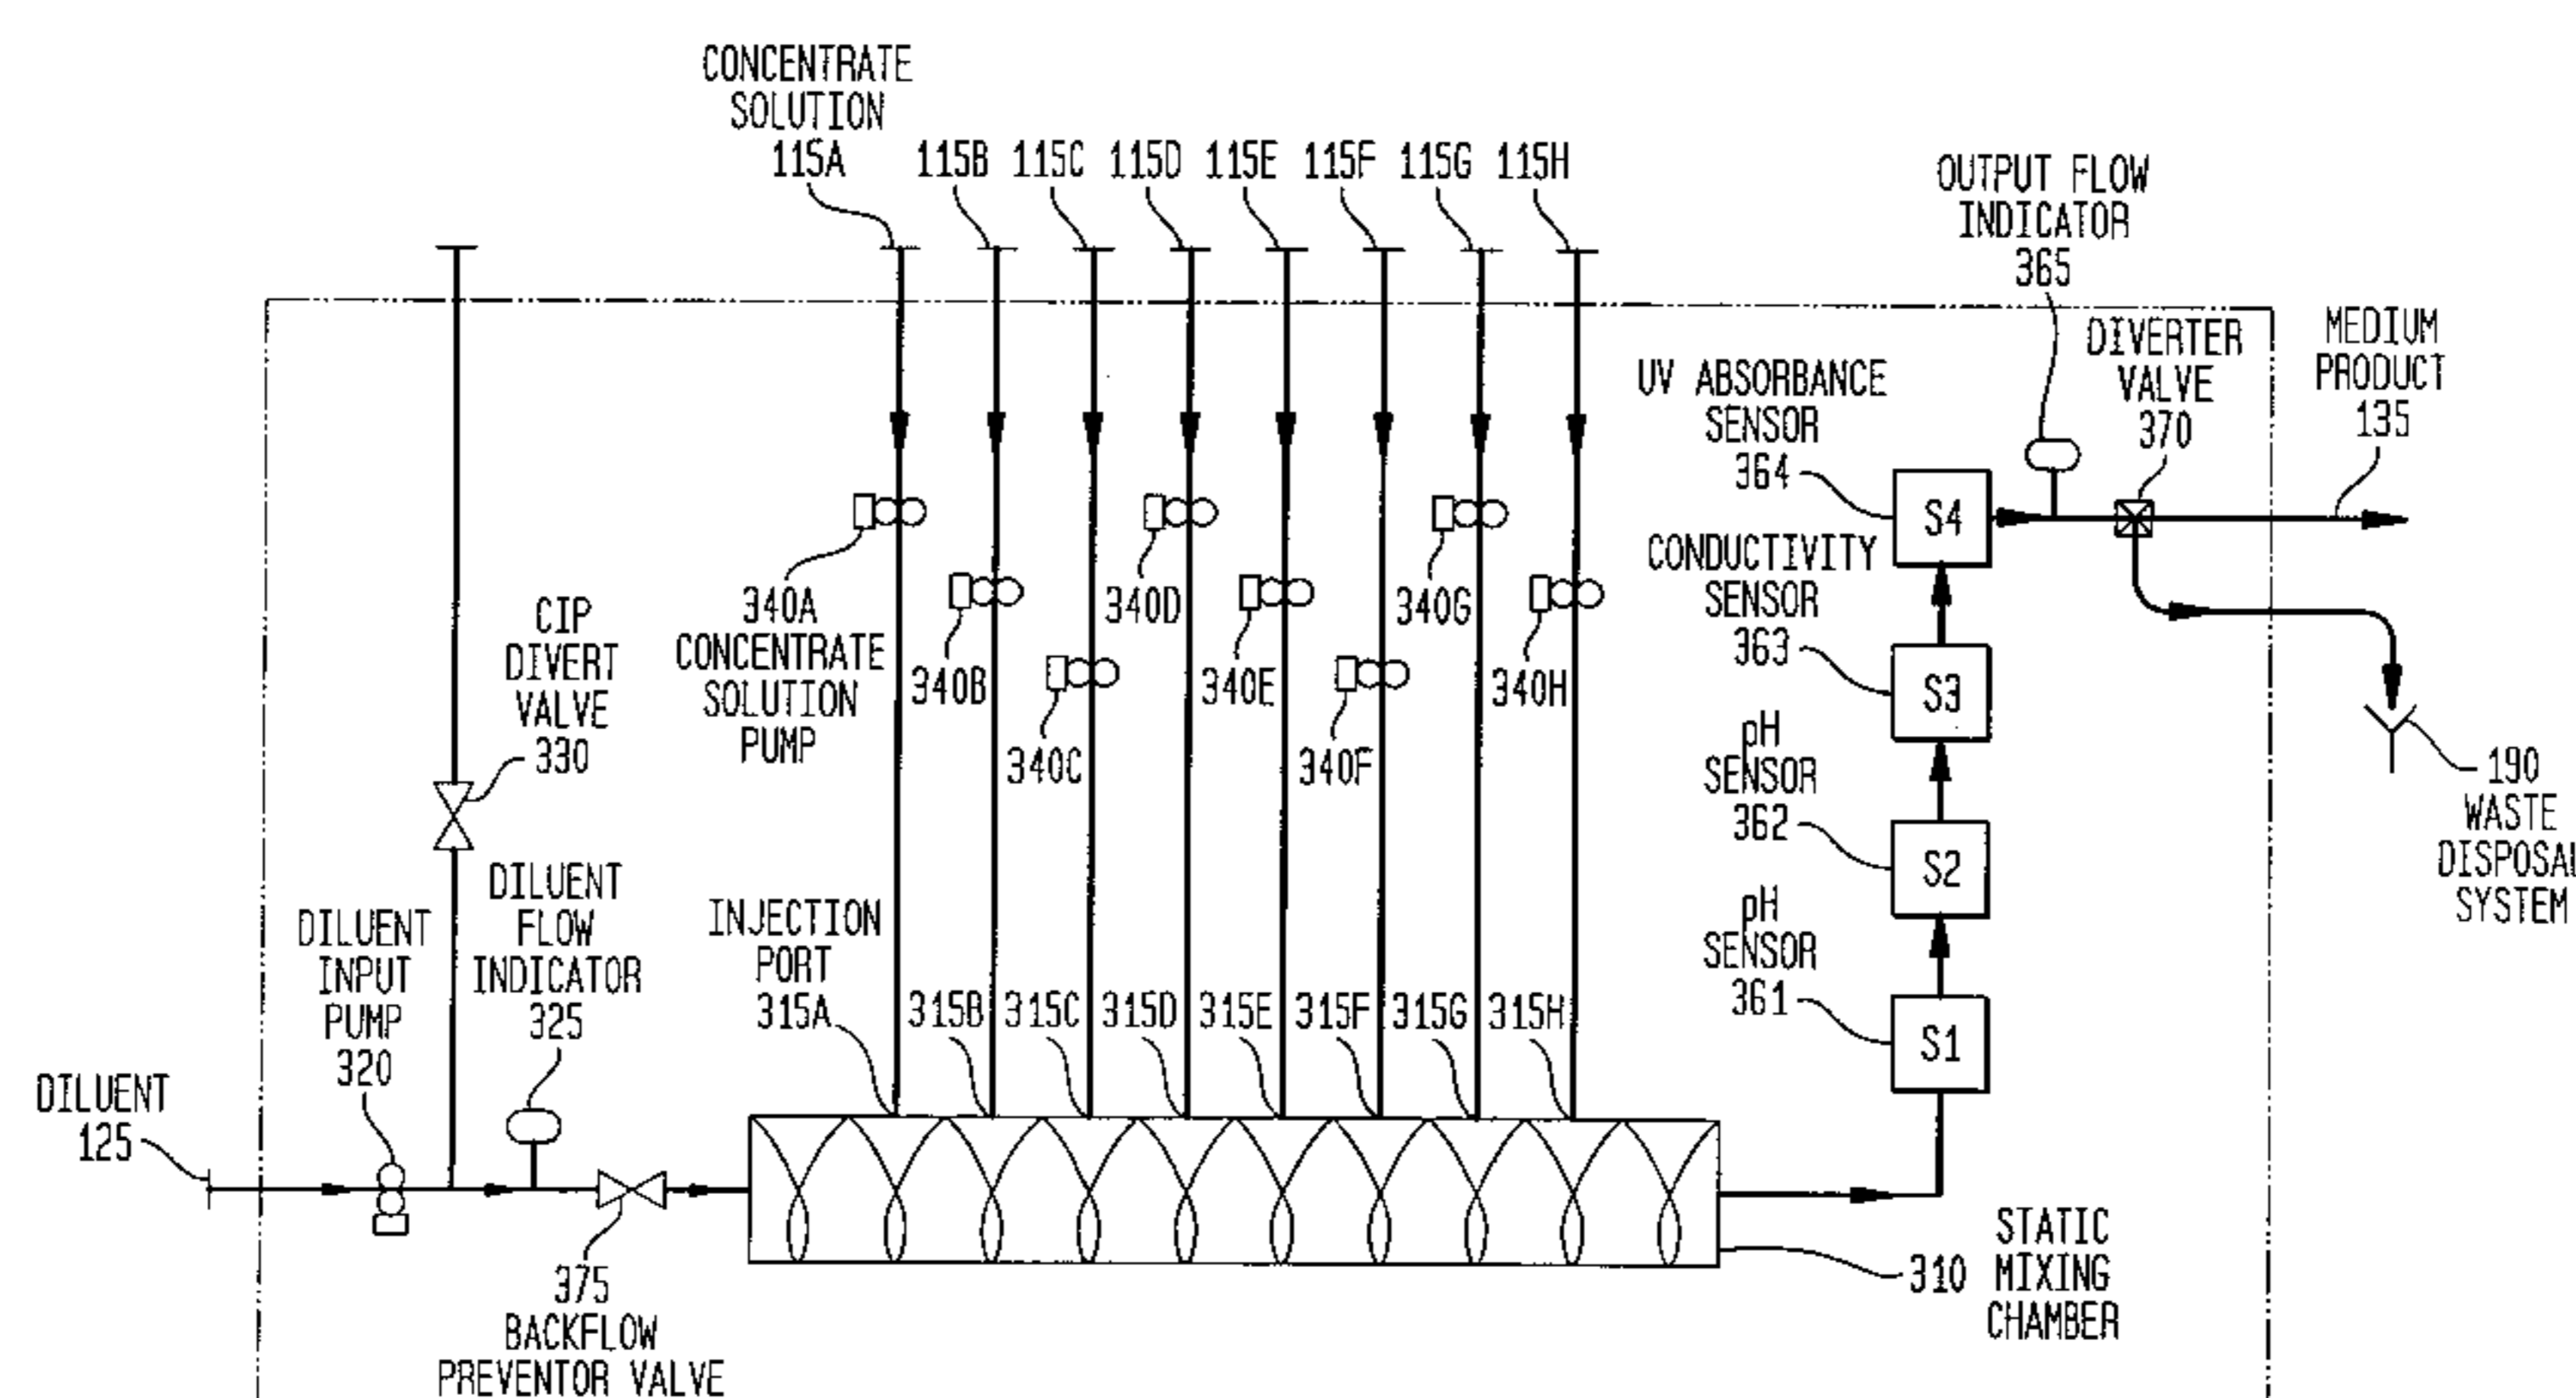 CONCENTRATE
SOLUTION
115A
115B 115C 115D 115E 115F 115G 115H
OUTPUT FLOW
INDICATOR
365
DIVERTER
VALVE
370
MEDIUM
PRODUCT
135
UV ABSORBANCE
SENSOR
364
S4
CONDUCTIVITY
SENSOR
363
S3
pH
SENSOR
362
S2
pH
SENSOR
361
S1
190
WASTE
DISPOSAL
SYSTEM
CIP
DIVERT
VALVE
330
340A
CONCENTRATE
SOLUTION
PUMP
340B
340C
340D
340E
340F
340G
340H
DILUENT
FLOW
INDICATOR
325
DILUENT
INPUT
PUMP
320
DILUENT
125
INJECTION
PORT
315A
315B 315C 315D 315E 315F 315G 315H
375
BACKFLOW
PREVENTOR VALVE
310
STATIC
MIXING
CHAMBER